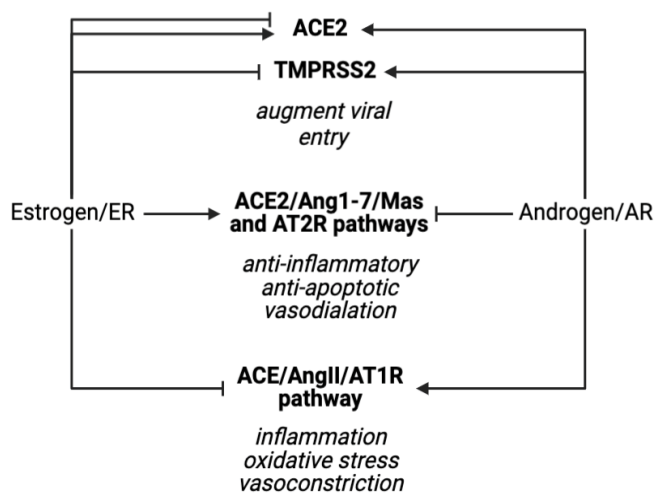 ACE2
TMPRSS2
augment viral
entry
Estrogen/ER
ACE2/Ang1-7/Mas
and AT2R pathways
Androgen/AR
anti-inflammatory
anti-apoptotic
vasodialation
ACE/AngII/AT1R
pathway
inflammation
oxidative stress
vasoconstriction